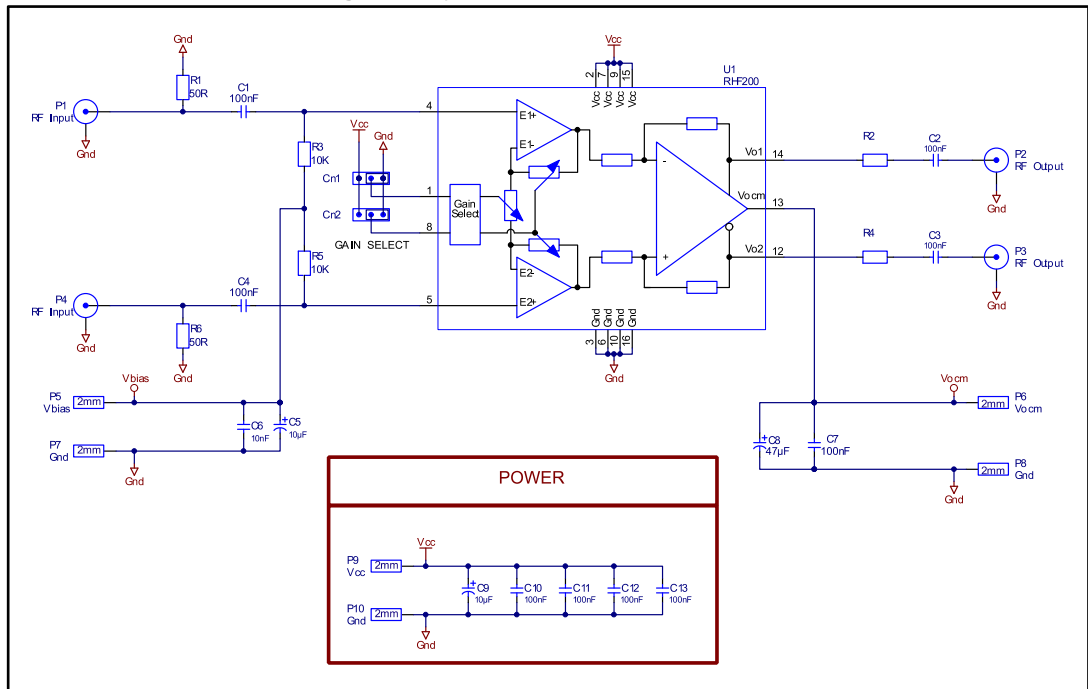 Gnd
R1
50R
C1
100nF
P1
RF Input
Gnd
R3
10K
Vcc
Gnd
Cn1
Cn2
GAIN SELECT
R5
10K
C4
100nF
P4
RF Input
Gnd
R6
50R
Gnd
4
1
8
5
Vcc
2
7
9
15
Vcc
Vcc
Vcc
Vcc
U1
RHF200
E1+
E1-
Gain
Select
E2-
E2+
-
+
Vo1
Vocm
Vo2
14
13
12
Gnd
Gnd
Gnd
Gnd
3
6
10
16
Gnd
R2
C2
100nF
P2
RF Output
Gnd
R4
C3
100nF
P3
RF Output
Gnd
Vbias
P5
Vbias
2mm
C6
10nF
+
C5
10µF
P7
Gnd
2mm
Gnd
Vocm
2mm
P6
Vocm
+
C8
47µF
C7
100nF
2mm
P8
Gnd
Gnd
POWER
Vcc
P9
Vcc
2mm
+
C9
10µF
C10
100nF
C11
100nF
C12
100nF
C13
100nF
P10
Gnd
2mm
Gnd